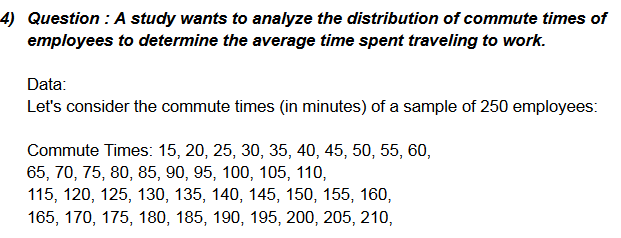 4) Question : A study wants to analyze the distribution of commute times of
employees to determine the average time spent traveling to work.
Data:
Let's consider the commute times (in minutes) of a sample of 250 employees:
Commute Times: 15, 20, 25, 30, 35, 40, 45, 50, 55, 60,
65, 70, 75, 80, 85, 90, 95, 100, 105, 110,
115, 120, 125, 130, 135, 140, 145, 150, 155, 160,
165, 170, 175, 180, 185, 190, 195, 200, 205, 210,